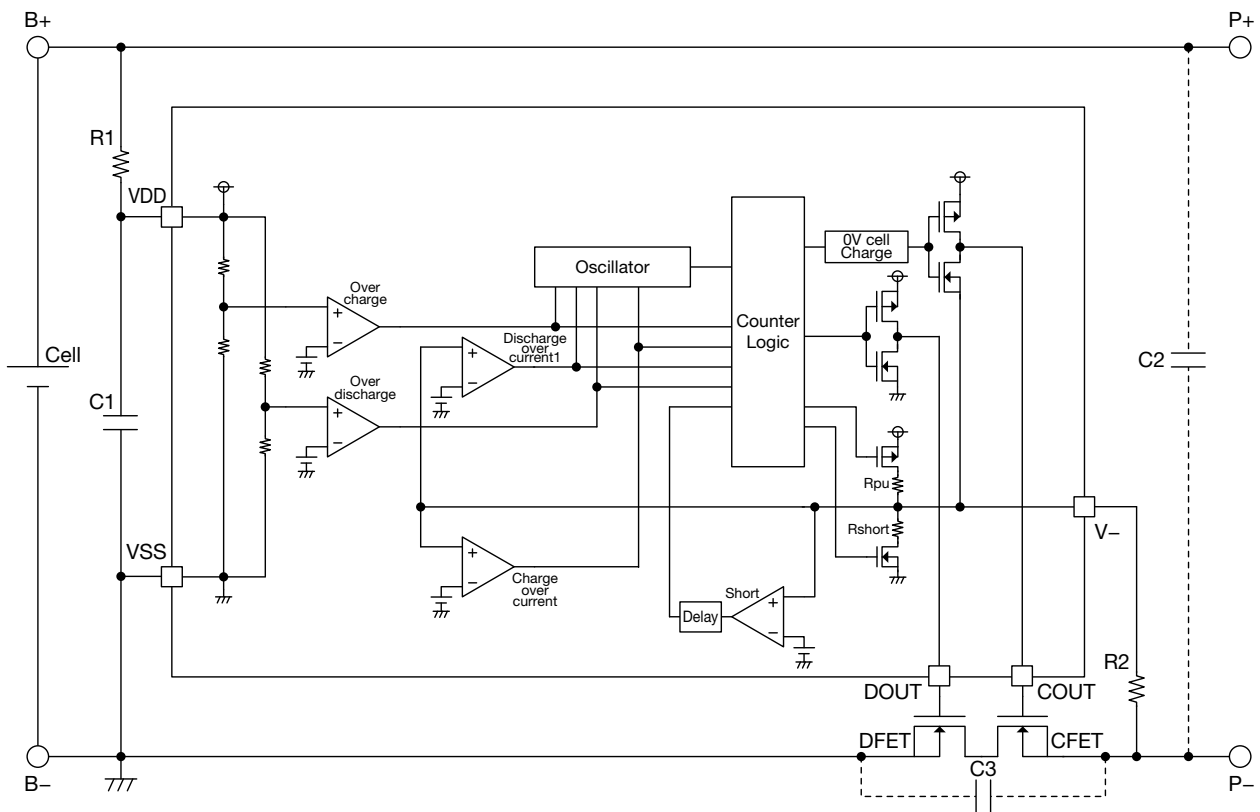 B+
P+
R1
VDD
0V cell
Charge
Oscillator
Over
charge
Counter
Logic
Discharge
over
current1
Cell
C2
C1
Over
discharge
+
−
+
−
+
−
Rpu
Rshort
V−
VSS
+
−
Charge
over
current
Short
Delay
+
−
R2
DOUT
COUT
DFET
CFET
C3
B−
P−